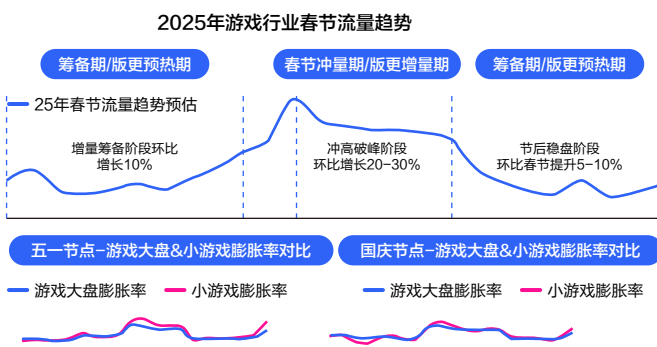 2025年游戏行业春节流量趋势
筹备期/版更预热期
春节冲量期/版更增量期
筹备期/版更预热期
25年春节流量趋势预估
增量筹备阶段环比
增长10%
冲高破峰阶段
环比增长20-30%
节后稳盘阶段
环比春节提升5-10%
五一节点-游戏大盘&小游戏膨胀率对比
国庆节点-游戏大盘&小游戏膨胀率对比
游戏大盘膨胀率
小游戏膨胀率
游戏大盘膨胀率
小游戏膨胀率